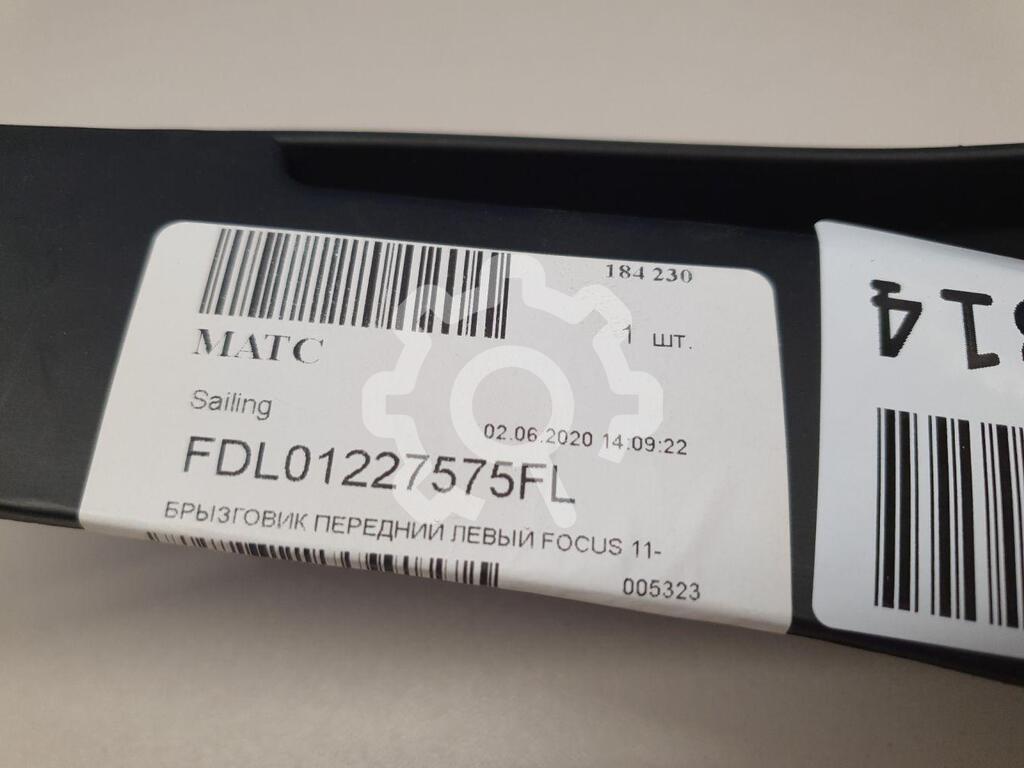 184 230
1 шт.
МАТС
Sailing
02.06.2020 14:09:22
FDL01227575FL
БРЫЗГОВИК ПЕРЕДНИЙ ЛЕВЫЙ FOCUS 11-
005323
314